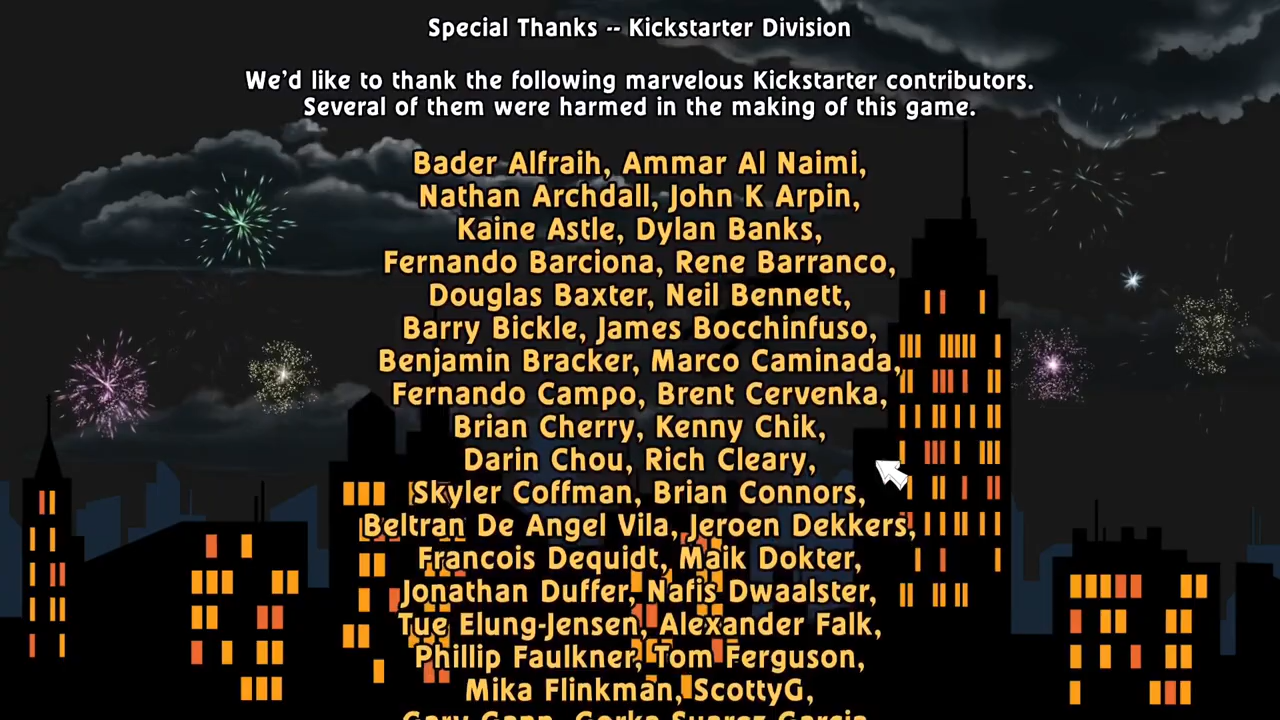 Special Thanks -- Kickstarter Division
We'd like to thank the following marvelous Kickstarter contributors.
Several of them were harmed in the making of this game.
Bader Alfraih, Ammar Al Naimi,
Nathan Archdall, John K Arpin,
Kaine Astle, Dylan Banks,
Fernando Barciona, Rene Barranco,
Douglas Baxter, Neil Bennett,
Barry Bickle, James Bocchinfuso,
Benjamin Bracker, Marco Caminada,
Fernando Campo, Brent Cervenka,
Brian Cherry, Kenny Chik,
Darin Chou, Rich Cleary,
Skyler Coffman, Brian Connors,
Beltran De Angel Vila, Jeroen Dekkers,
Francois Dequidt, Maik Dokter,
Jonathan Duffer, Nafis Dwaalster,
Tue Elung-Jensen, Alexander Falk,
Phillip Faulkner, Tom Ferguson,
Mika Flinkman, ScottyG,
Gary Gann, Gorka Suarez Garcia,